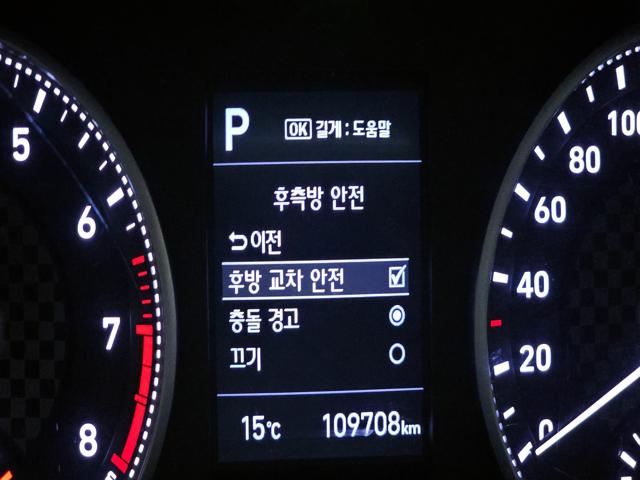 P
OK 길게 : 도움말
후측방 안전
이전
후방 교차 안전
충돌 경고
끄기
15℃ 109708km
5
6
7
8
100
80
60
40
20
0